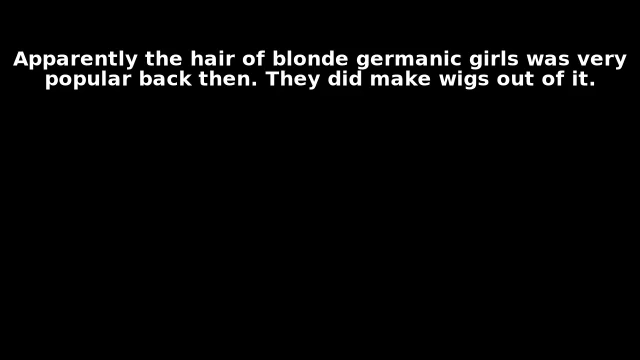 Apparently the hair of blonde germanic girls was very
popular back then. They did make wigs out of it.